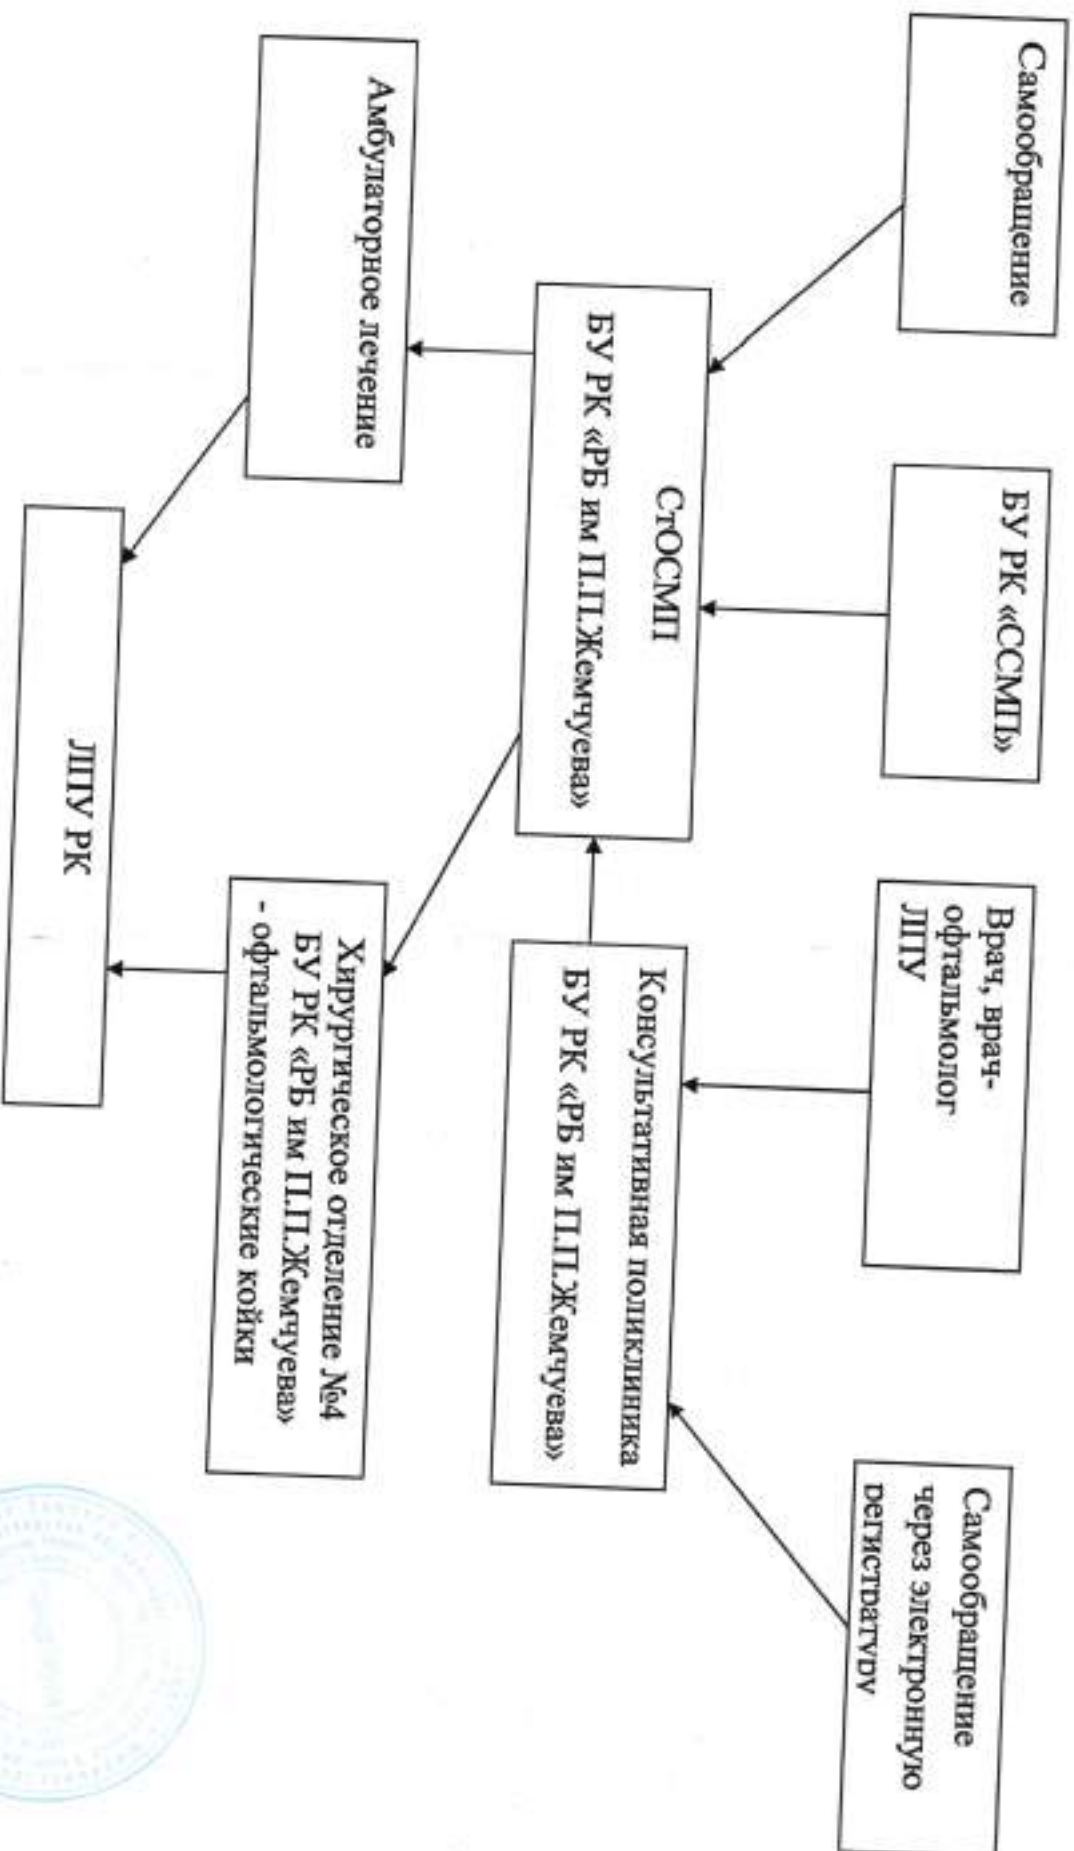 Самообращение
БУ РК «ССМП»
Врач, врач-
офтальмолог
ЛПУ
Самообращение
через электронную
регистратуру
СтОСМП
БУ РК «РБ им П.П.Жемчуева»
Консультативная поликлиника
БУ РК «РБ им П.П.Жемчуева»
Амбулаторное лечение
Хирургическое отделение №4
БУ РК «РБ им П.П.Жемчуева»
- офтальмологические койки
ЛПУ РК